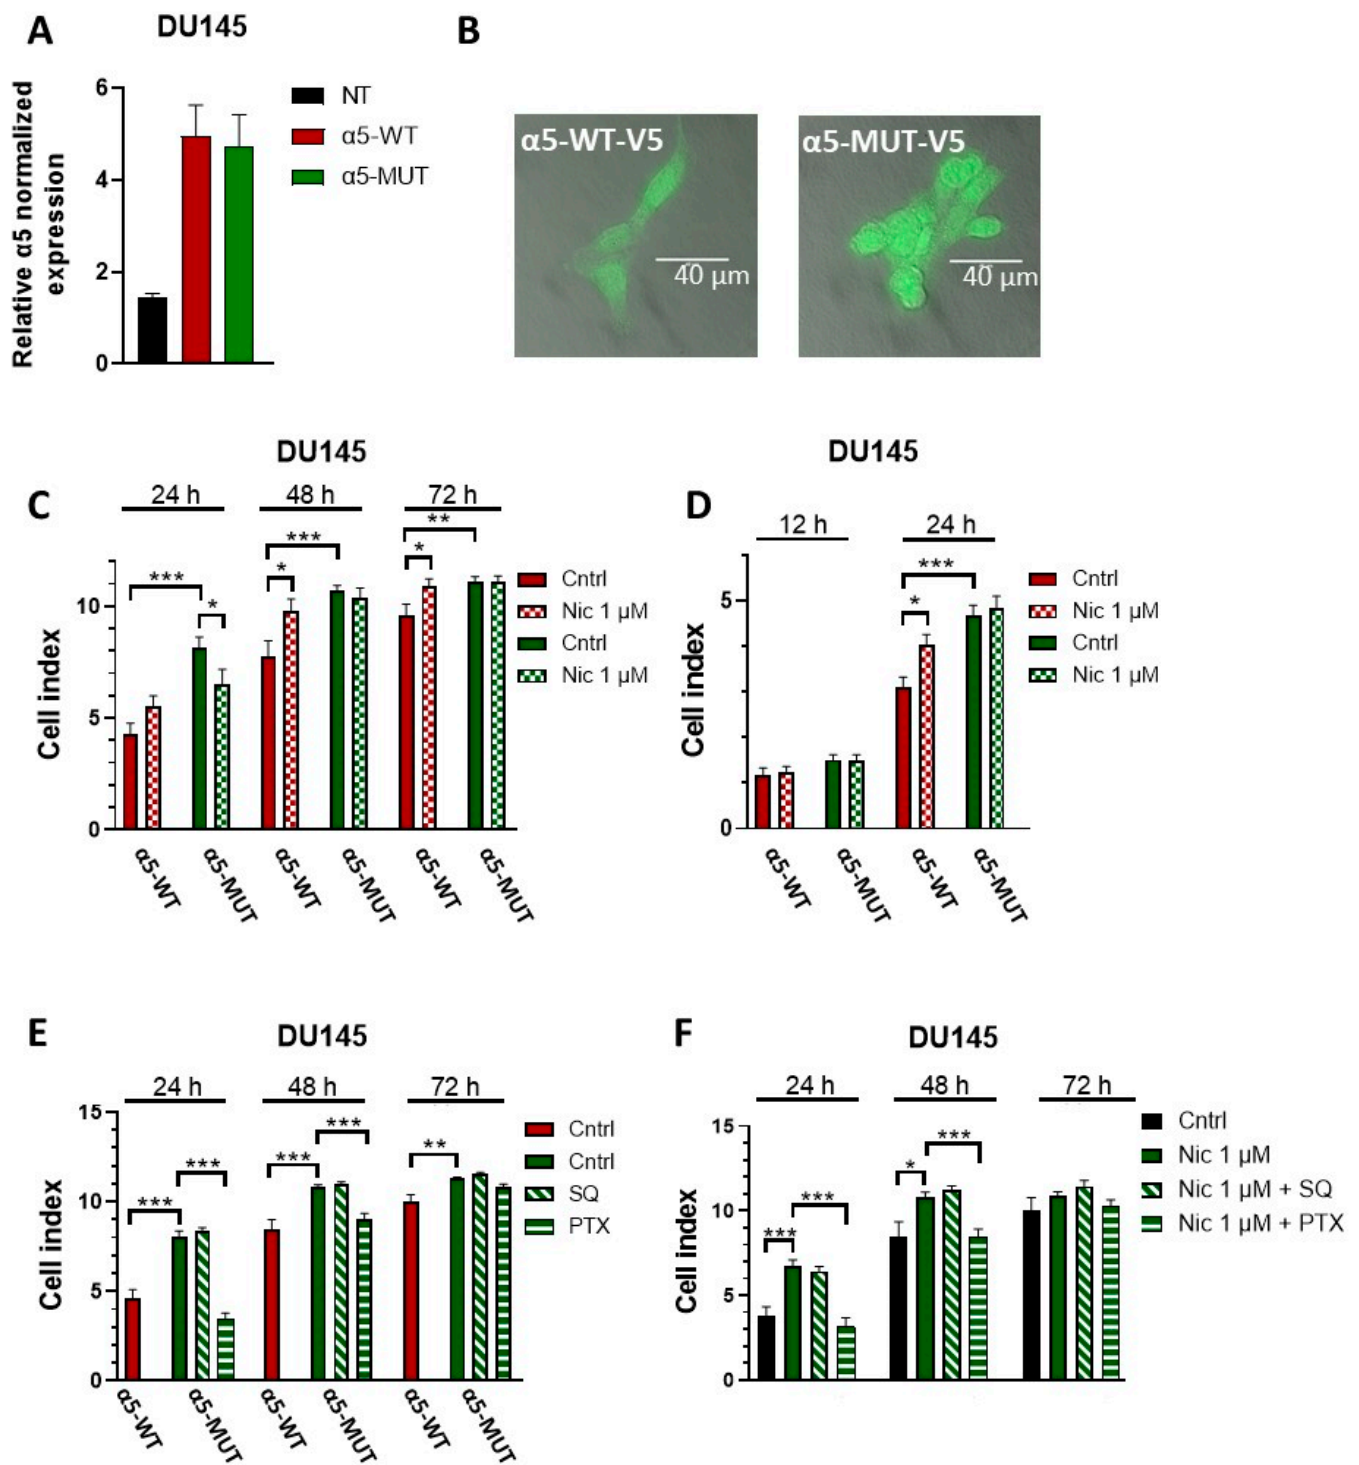 A
DU145
Relative α5 normalized
expression
6
4
2
0
NT
α5-WT
α5-MUT
B
α5-WT-V5
40 µm
α5-MUT-V5
40 µm
C
DU145
24 h
48 h
72 h
***
*
***
*
**
*
Cell index
10
5
0
Cntrl
Nic 1 µM
Cntrl
Nic 1 µM
α5-WT
α5-MUT
α5-WT
α5-MUT
α5-WT
α5-MUT
D
DU145
12 h
24 h
***
*
Cell index
5
0
Cntrl
Nic 1 µM
Cntrl
Nic 1 µM
α5-WT
α5-MUT
α5-WT
α5-MUT
E
DU145
24 h
48 h
72 h
***
***
***
***
**
Cell index
15
10
5
0
Cntrl
Cntrl
SQ
PTX
α5-WT
α5-MUT
α5-WT
α5-MUT
α5-WT
α5-MUT
F
DU145
24 h
48 h
72 h
***
***
*
***
Cell index
15
10
5
0
Cntrl
Nic 1 µM
Nic 1 µM + SQ
Nic 1 µM + PTX